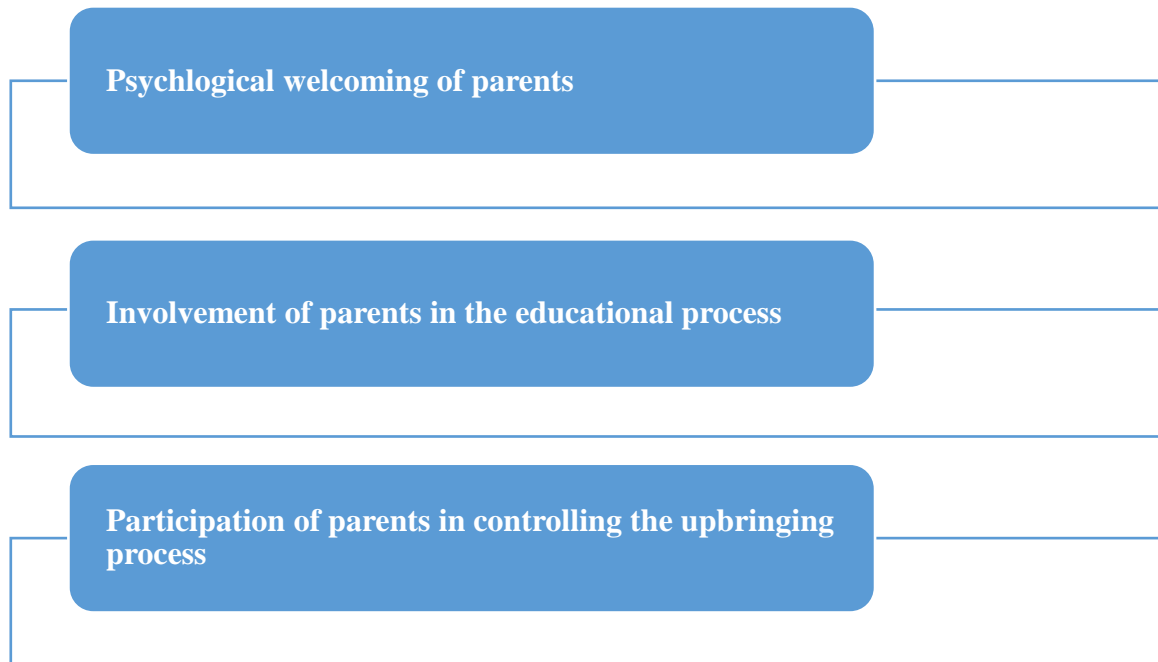 Psychlogical welcoming of parents
Involvement of parents in the educational process
Participation of parents in controlling the upbringing
process